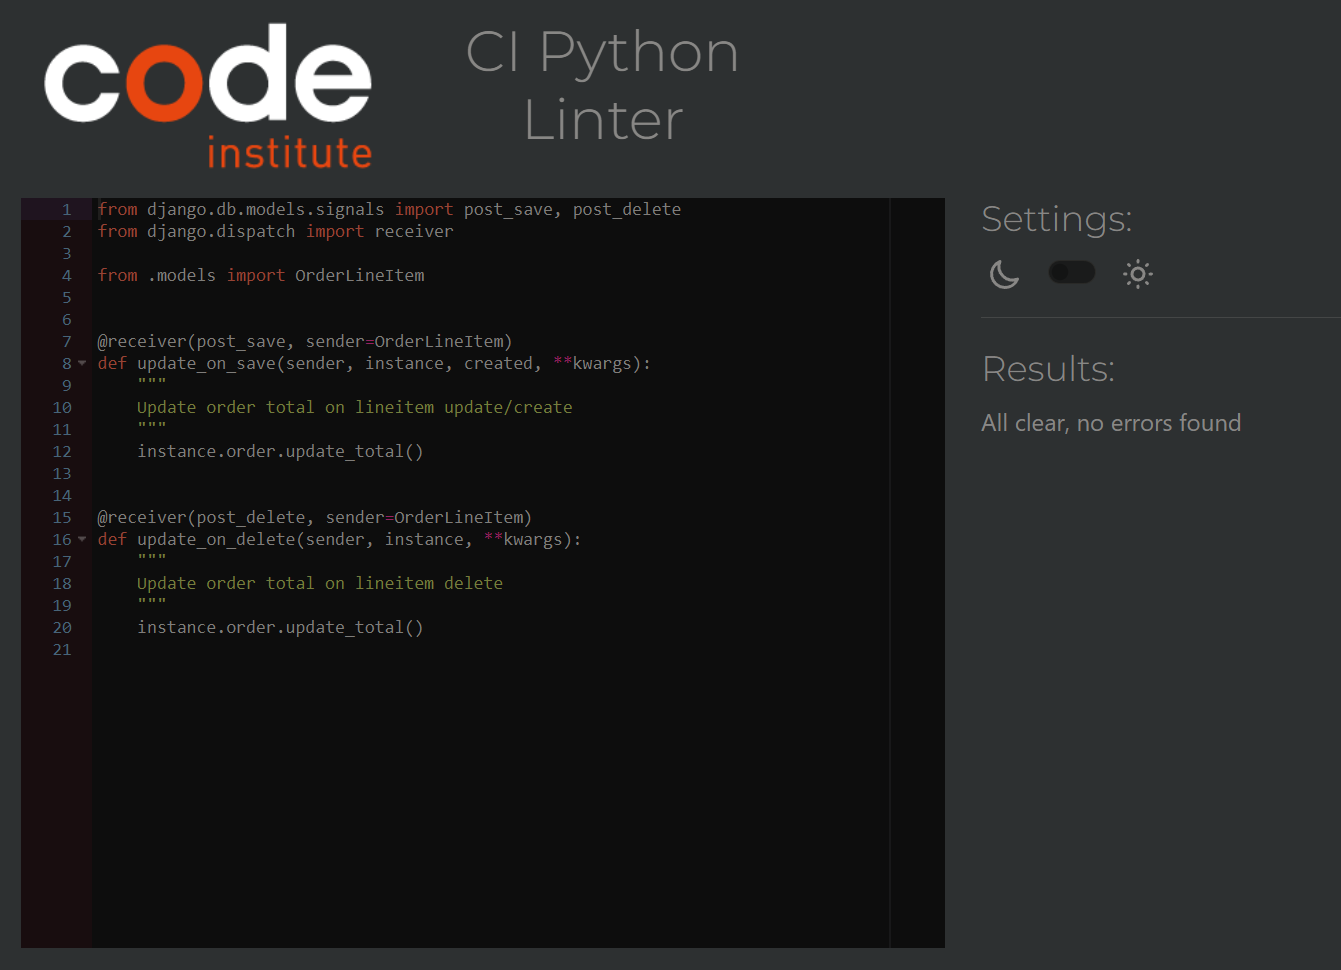 code
institute
CI Python
Linter
1 from django.db.models.signals import post_save, post_delete
2 from django.dispatch import receiver
3
4 from .models import OrderLineItem
5
6
7 @receiver(post_save, sender=OrderLineItem)
8 def update_on_save(sender, instance, created, **kwargs):
9     """
10     Update order total on lineitem update/create
11     """
12     instance.order.update_total()
13
14
15 @receiver(post_delete, sender=OrderLineItem)
16 def update_on_delete(sender, instance, **kwargs):
17     """
18     Update order total on lineitem delete
19     """
20     instance.order.update_total()
21
Settings:
Results:
All clear, no errors found